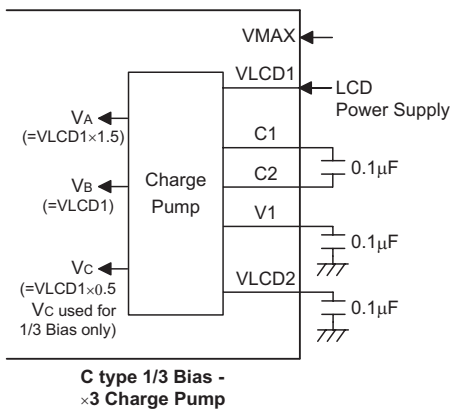 VMAX
VLCD1
LCD
Power Supply
VA
(=VLCD1×1.5)
C1
0.1µF
VB
(=VLCD1)
Charge
Pump
C2
V1
0.1µF
VC
(=VLCD1×0.5
VC used for
1/3 Bias only)
VLCD2
0.1µF
C type 1/3 Bias -
×3 Charge Pump